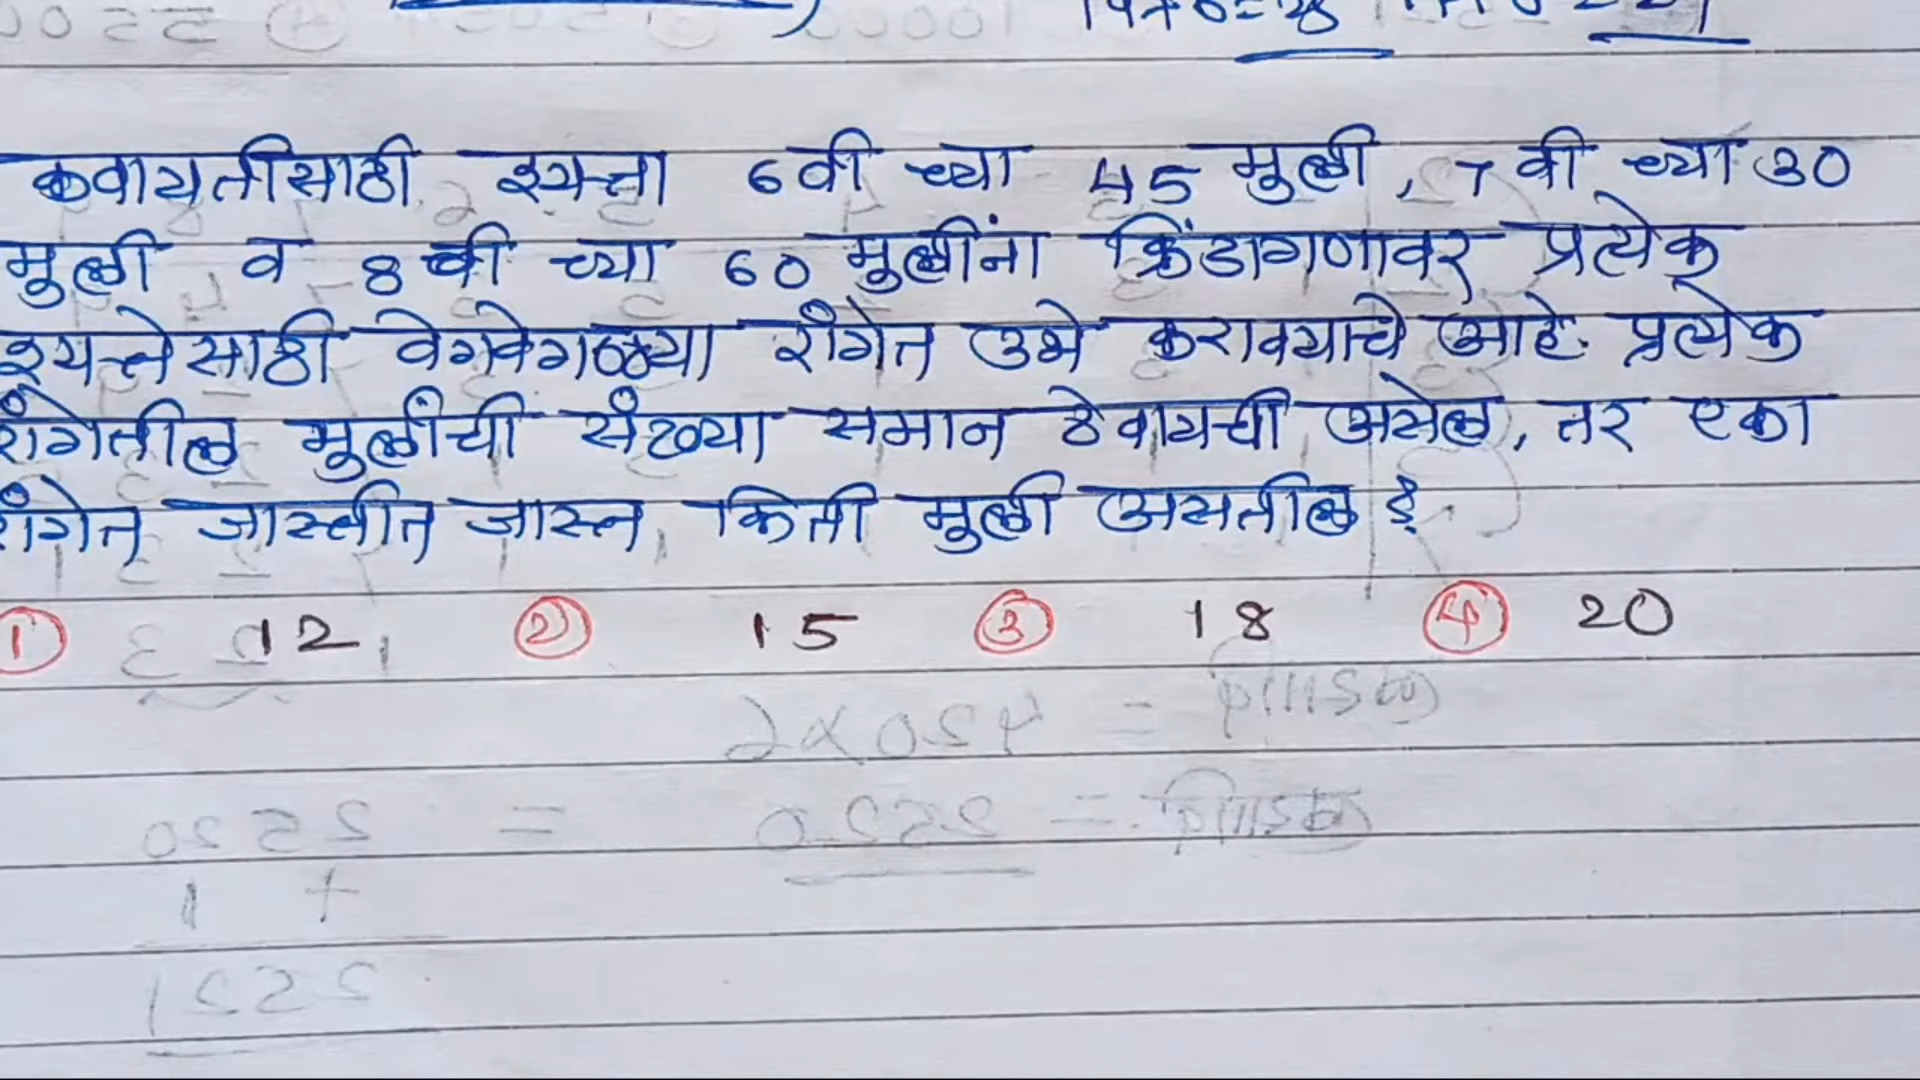 कवायतीसाठी इयत्ता 6वी च्या 45 मुली, 7 वी च्या 30
मुली व 8वी च्या 60 मुलींना क्रिंडागणावर प्रत्येक
इयत्तेसाठी वेगवेगळ्या रांगेत उभे करावयाचे आहे. प्रत्येक
रांगेतील मुलींची संख्या समान ठेवायची असेल, तर एका
रांगेत जास्तीत जास्त किती मुली असतील ?
① 12 ② 15 ③ 18 ④ 20